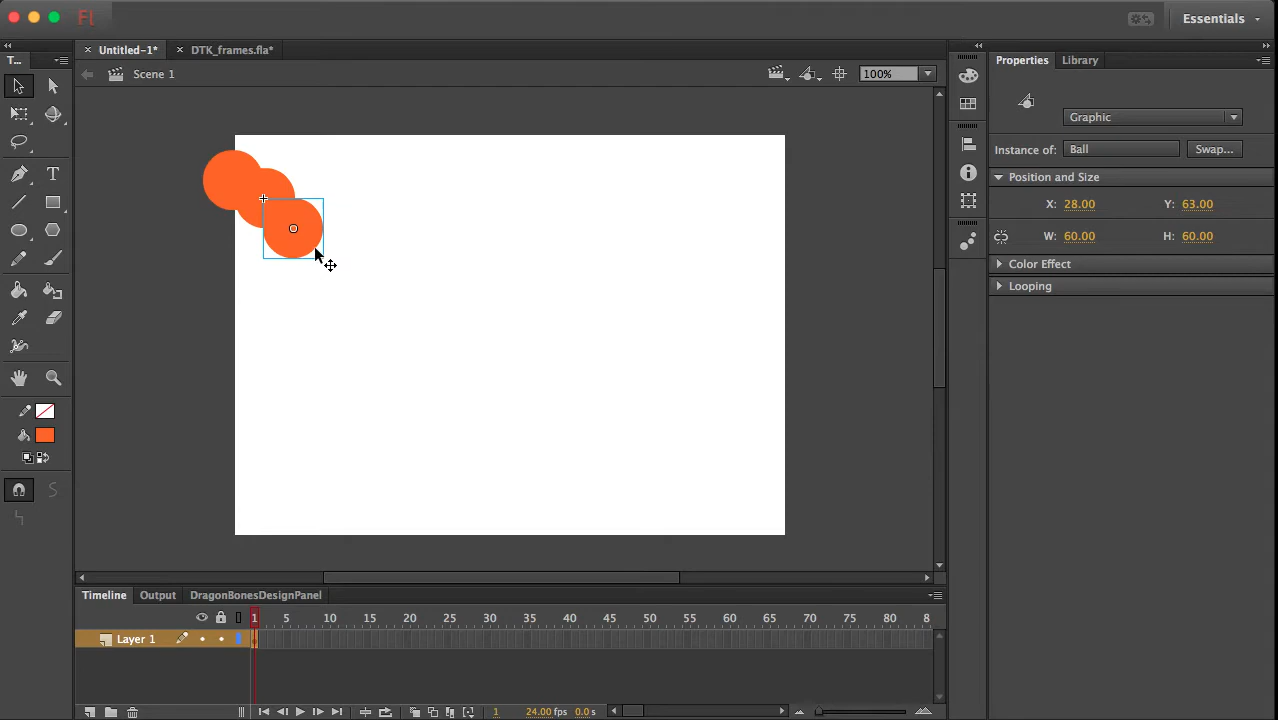 Fl
Essentials
Untitled-1*
DTK_frames.fla*
T...
Properties
Library
Scene 1
100%
Graphic
Instance of:
Ball
Swap...
Position and Size
X: 28.00
Y: 63.00
W: 60.00
H: 60.00
Color Effect
Looping
T
Timeline
Output
DragonBonesDesignPanel
1 5 10 15 20 25 30 35 40 45 50 55 60 65 70 75 80 8
Layer 1
1
24.00 fps
0.0 s